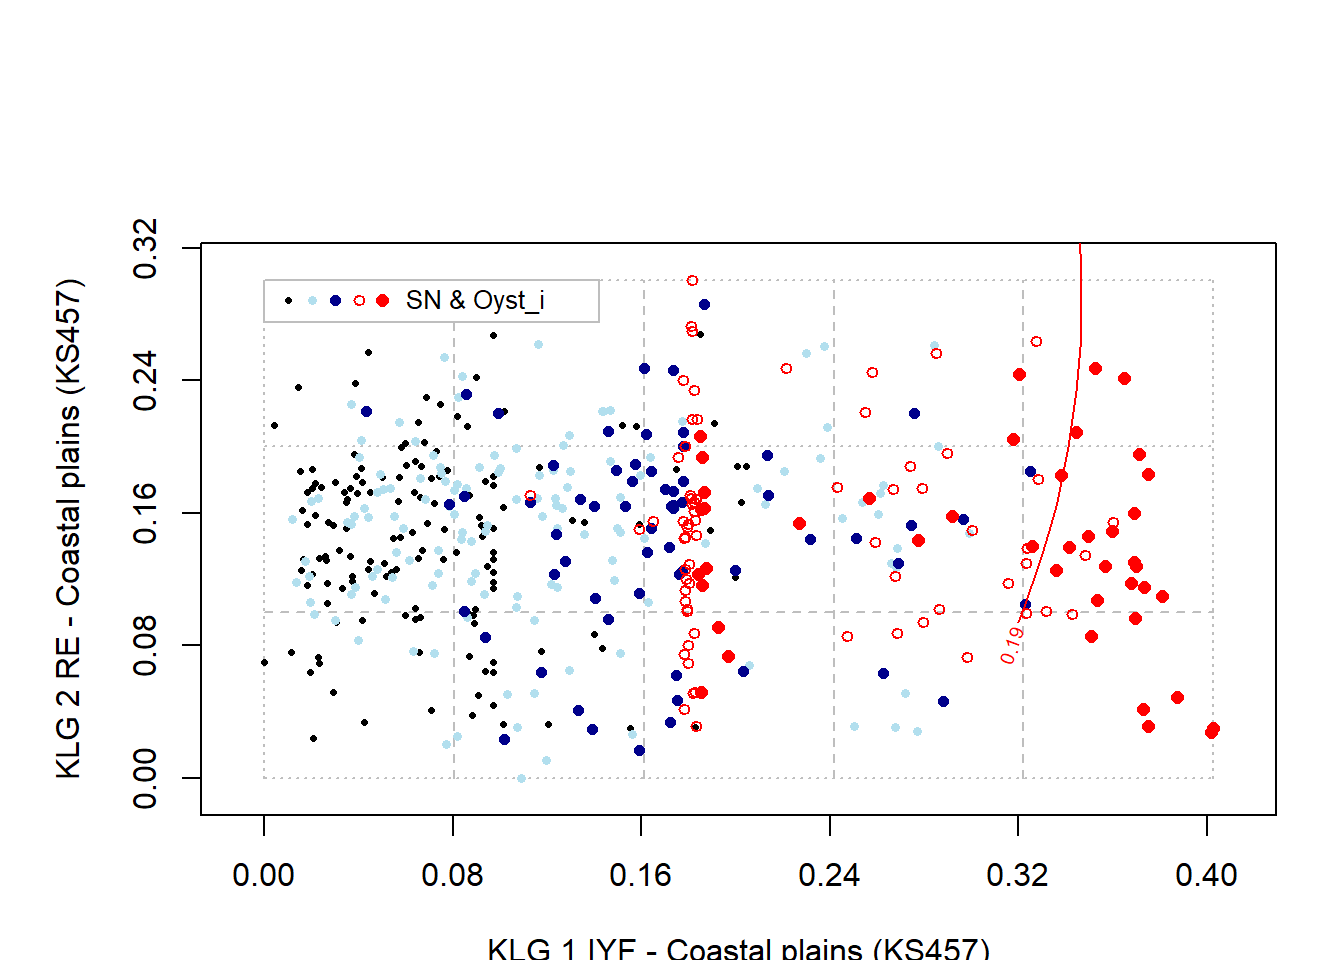 KLG 2 RE - Coastal plains (KS457)
0.32
0.24
0.16
0.08
0.00
SN & Oyst_i
0.19
0.00 0.08 0.16 0.24 0.32 0.40
KLG 1 IYF - Coastal plains (KS457)